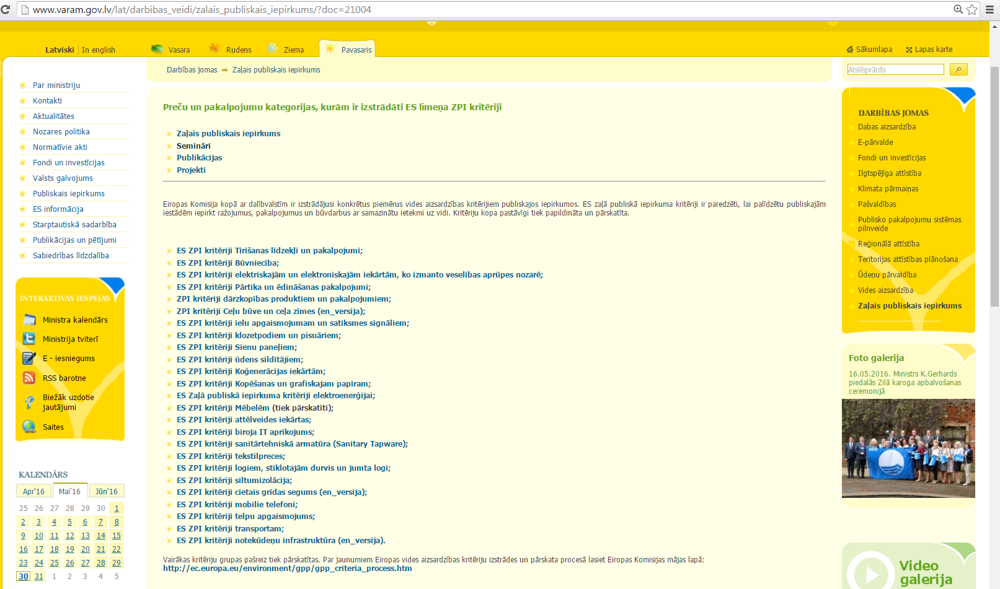 www.varam.gov.lv/lat/darbibas_veidi/zalais_publiskais_iepirkums/?doc=21004
Latviski In english
Vasara
Rudens
Ziema
Pavasaris
Sākumlapa
Lapas karte
Darbības jomas Zaļais publiskais iepirkums
Atslēgvārds
Par ministriju
Kontakti
Aktualitātes
Nozares politika
Normatīvie akti
Fondi un investīcijas
Valsts galvojums
Publiskais iepirkums
ES informācija
Starptautiskā sadarbība
Publikācijas un pētījumi
Sabiedrības līdzdalība
INTERAKTĪVĀS IESPĒJAS
Ministra kalendārs
Ministrija tviterī
E - iesniegums
RSS barotne
Biežāk uzdotie
jautājumi
Saites
KALENDĀRS
Apr'16 Mai'16 Jūn'16
25 26 27 28 29 30 1
2 3 4 5 6 7 8
9 10 11 12 13 14 15
16 17 18 19 20 21 22
23 24 25 26 27 28 29
30 31 1 2 3 4 5
Preču un pakalpojumu kategorijas, kurām ir izstrādāti ES līmeņa ZPI kritēriji
Zaļais publiskais iepirkums
Semināri
Publikācijas
Projekti
Eiropas Komisija kopā ar dalībvalstīm ir izstrādājusi konkrētus piemērus vides aizsardzības kritērijiem publiskajos iepirkumos. ES zaļā publiskā iepirkuma kritēriji ir paredzēti, lai palīdzētu publiskajām
iestādēm iepirkt ražojumus, pakalpojumus un būvdarbus ar samazinātu ietekmi uz vidi. Kritēriju kopa pastāvīgi tiek papildināta un pārskatīta.
ES ZPI kritēriji Tīrīšanas līdzekļi un pakalpojumi;
ES ZPI kritēriji Būvniecība;
ES ZPI kritēriji elektriskajām un elektroniskajām iekārtām, ko izmanto veselības aprūpes nozarē;
ES ZPI kritēriji Pārtika un ēdināšanas pakalpojumi;
ZPI kritēriji dārzkopības produktiem un pakalpojumiem;
ZPI kritēriji Ceļu būve un ceļa zīmes (en_versija);
ES ZPI kritēriji ielu apgaismojumam un satiksmes signāliem;
ES ZPI kritēriji klozetpodiem un pisuāriem;
ES ZPI kritēriji Sienu paneļiem;
ES ZPI kritēriji ūdens sildītājiem;
ES ZPI kritēriji Koģenerācijas iekārtām;
ES ZPI kritēriji Kopēšanas un grafiskajam papīram;
ES Zaļā publiskā iepirkuma kritēriji elektroenerģijai;
ES ZPI kritēriji Mēbelēm (tiek pārskatīti);
ES ZPI kritēriji attēlveides iekārtas;
ES ZPI kritēriji biroja IT aprīkojums;
ES ZPI kritēriji sanitārtehniskā armatūra (Sanitary Tapware);
ES ZPI kritēriji tekstilpreces;
ES ZPI kritēriji logiem, stiklotajām durvis un jumta logi;
ES ZPI kritēriji siltumizolācija;
ES ZPI kritēriji cietais grīdas segums (en_versija);
ES ZPI kritēriji mobilie telefoni;
ES ZPI kritēriji telpu apgaismojums;
ES ZPI kritēriji transportam;
ES ZPI kritēriji notekūdeņu infrastruktūra (en_versija).
Vairākas kritēriju grupas pašreiz tiek pārskatītas. Par jaunumiem Eiropas vides aizsardzības kritēriju izstrādes un pārskata procesā lasiet Eiropas Komisijas mājas lapā:
http://ec.europa.eu/environment/gpp/gpp_criteria_process.htm
DARBĪBAS JOMAS
Dabas aizsardzība
E-pārvalde
Fondi un investīcijas
Ilgtspējīga attīstība
Klimata pārmaiņas
Pašvaldības
Publisko pakalpojumu sistēmas
pilnveide
Reģionālā attīstība
Teritorijas attīstības plānošana
Ūdeņu pārvaldība
Vides aizsardzība
Zaļais publiskais iepirkums
Foto galerija
16.05.2016. Ministrs K.Gerhards
piedalās Zilā karoga apbalvošanas
ceremonijā
Video
galerija